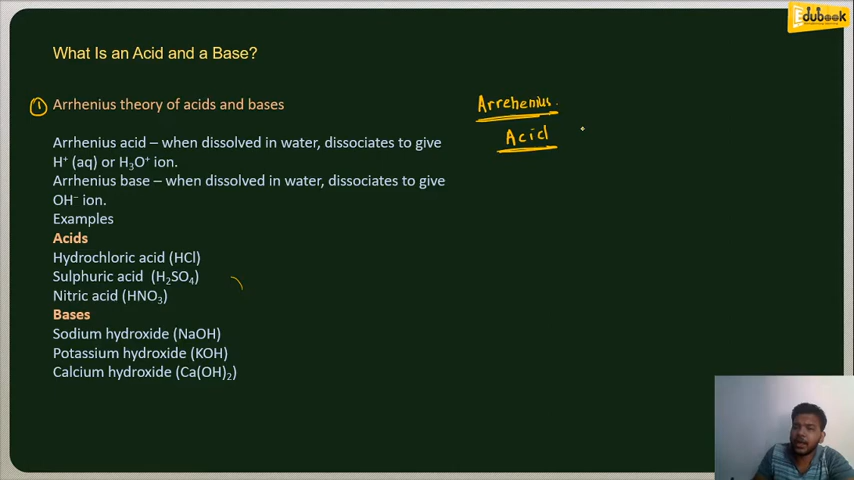 Edubook
What Is an Acid and a Base?
1 Arrhenius theory of acids and bases
Arrhenius acid – when dissolved in water, dissociates to give
H⁺ (aq) or H₃O⁺ ion.
Arrhenius base – when dissolved in water, dissociates to give
OH⁻ ion.
Examples
Acids
Hydrochloric acid (HCl)
Sulphuric acid (H₂SO₄)
Nitric acid (HNO₃)
Bases
Sodium hydroxide (NaOH)
Potassium hydroxide (KOH)
Calcium hydroxide (Ca(OH)₂)
Arrehenius
Acid